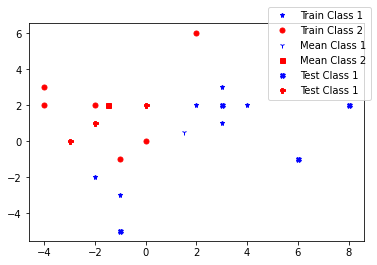 Train Class 1
Train Class 2
Mean Class 1
Mean Class 2
Test Class 1
Test Class 1
6
4
2
0
−2
−4
−4
−2
0
2
4
6
8